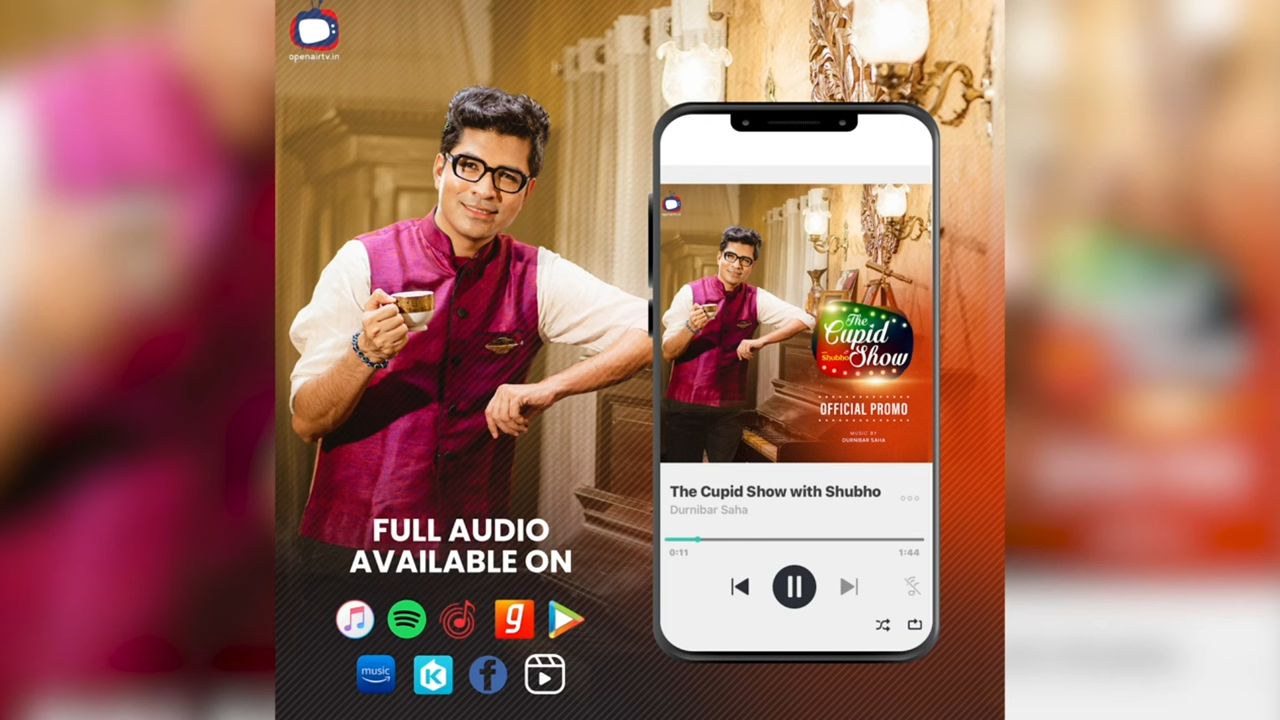 openairtv.in
The
Cupid
Show
Shubho
OFFICIAL PROMO
MUSIC BY
DURNIBAR SAHA
The Cupid Show with Shubho
Durnibar Saha
0:11
1:44
FULL AUDIO
AVAILABLE ON
g
music
K
f